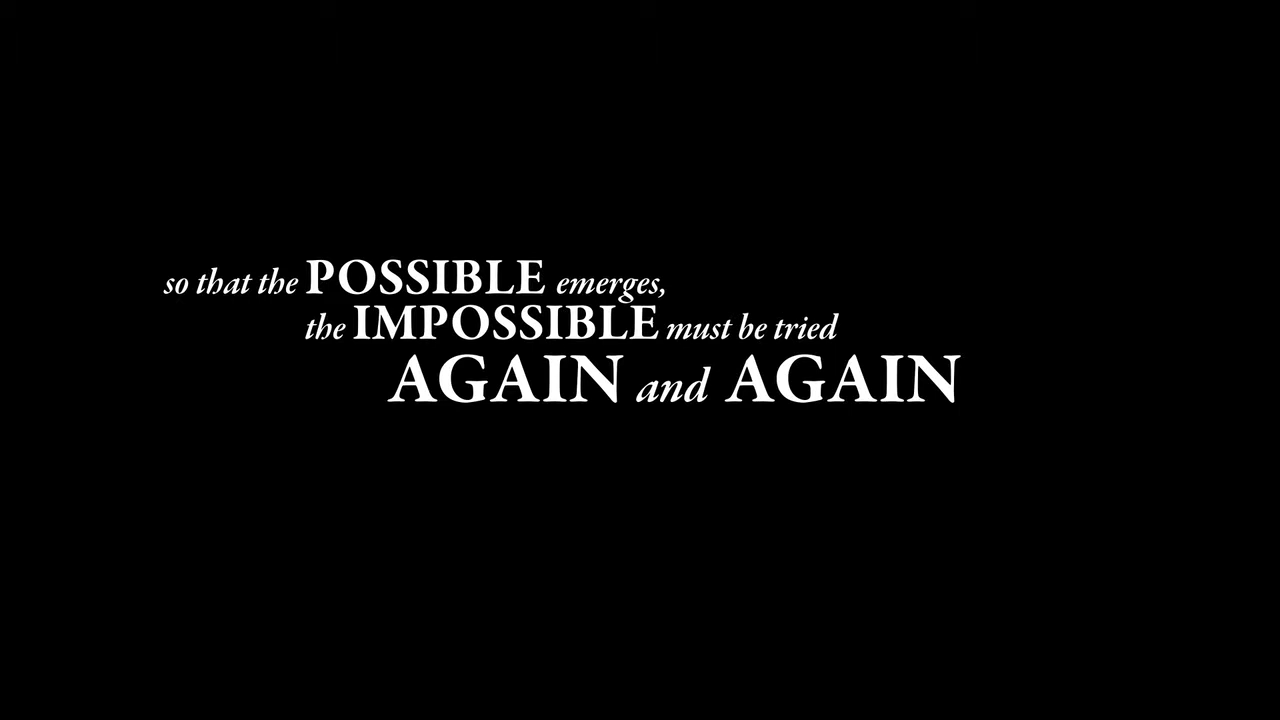 so that the POSSIBLE emerges,
the IMPOSSIBLE must be tried
AGAIN and AGAIN